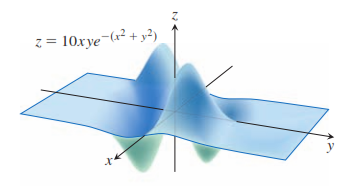 z
z = 10xye^{-(x^2 + y^2)}
x
y